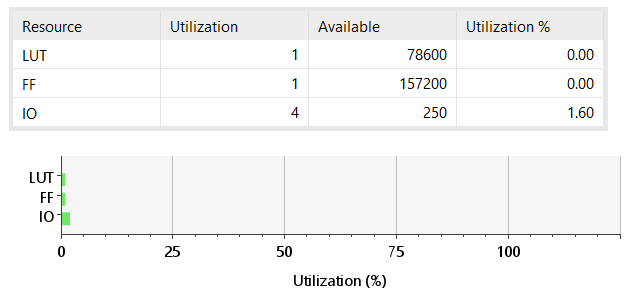 Resource Utilization Available Utilization %
LUT 1 78600 0.00
FF 1 157200 0.00
IO 4 250 1.60
LUT
FF
IO
0 25 50 75 100
Utilization (%)